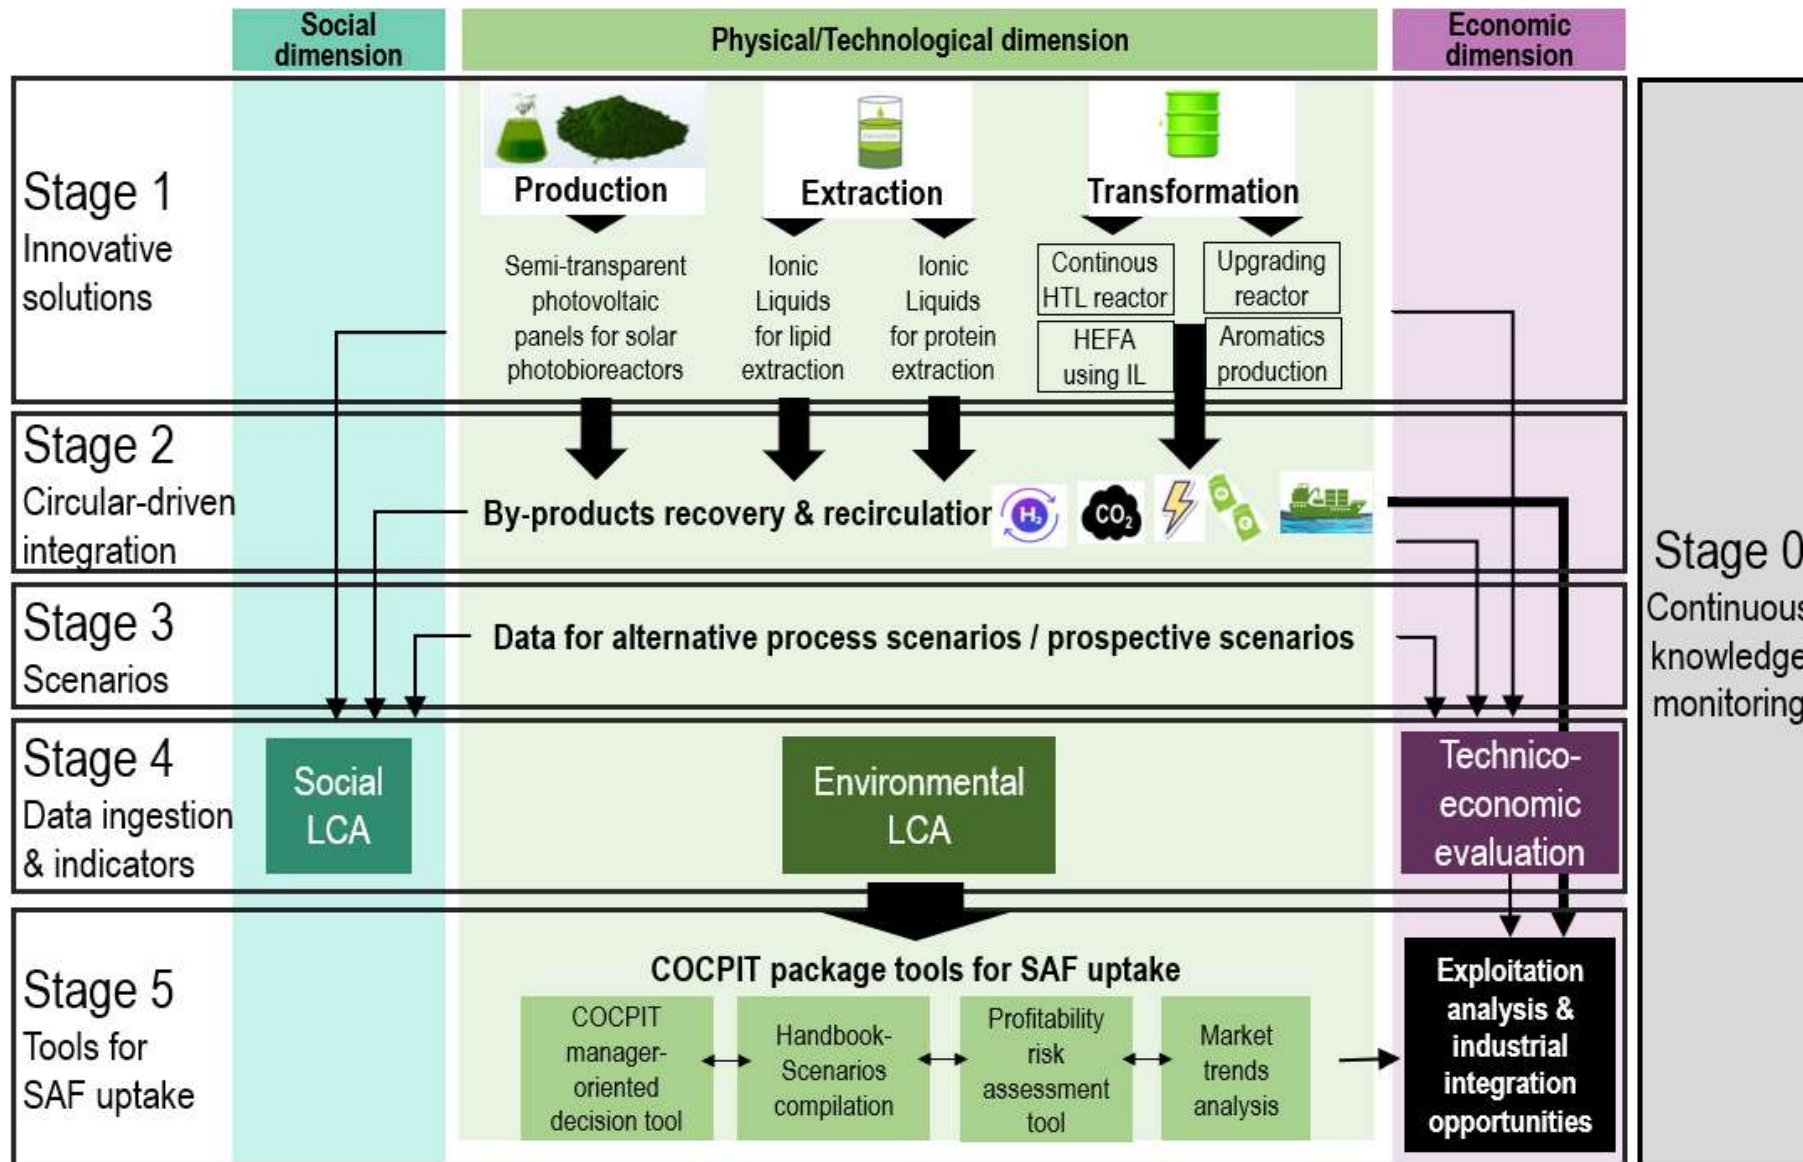 Social
dimension
Physical/Technological dimension
Economic
dimension
Stage 1
Innovative
solutions
Production
Extraction
Transformation
Semi-transparent
photovoltaic
panels for solar
photobioreactors
Ionic
Liquids
for lipid
extraction
Ionic
Liquids
for protein
extraction
Continous
HTL reactor
Upgrading
reactor
HEFA
using IL
Aromatics
production
Stage 2
Circular-driven
integration
By-products recovery & recirculation
H2
CO2
Stage 3
Scenarios
Data for alternative process scenarios / prospective scenarios
Stage 4
Data ingestion
& indicators
Social
LCA
Environmental
LCA
Technico-
economic
evaluation
Stage 5
Tools for
SAF uptake
COCPIT package tools for SAF uptake
COCPIT
manager-
oriented
decision tool
Handbook-
Scenarios
compilation
Profitability
risk
assessment
tool
Market
trends
analysis
Exploitation
analysis &
industrial
integration
opportunities
Stage 0
Continuous
knowledge
monitoring